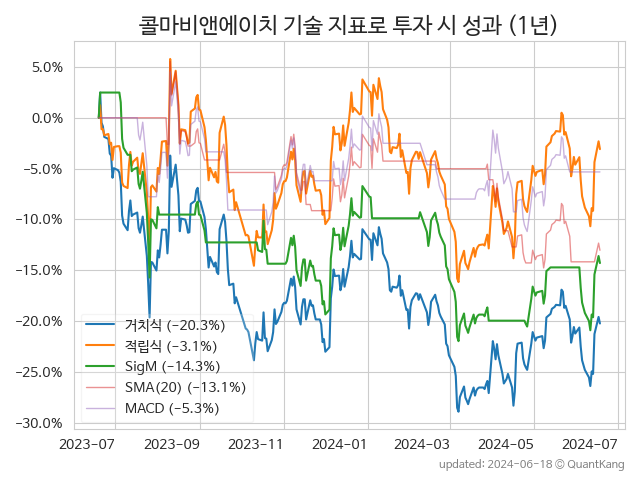 콜마비앤에이치 기술 지표로 투자 시 성과 (1년)
5.0%
0.0%
−5.0%
−10.0%
−15.0%
−20.0%
−25.0%
−30.0%
거치식 (−20.3%)
적립식 (−3.1%)
SigM (−14.3%)
SMA(20) (−13.1%)
MACD (−5.3%)
2023-07 2023-09 2023-11 2024-01 2024-03 2024-05 2024-07
updated: 2024-06-18 ⓒ QuantKang